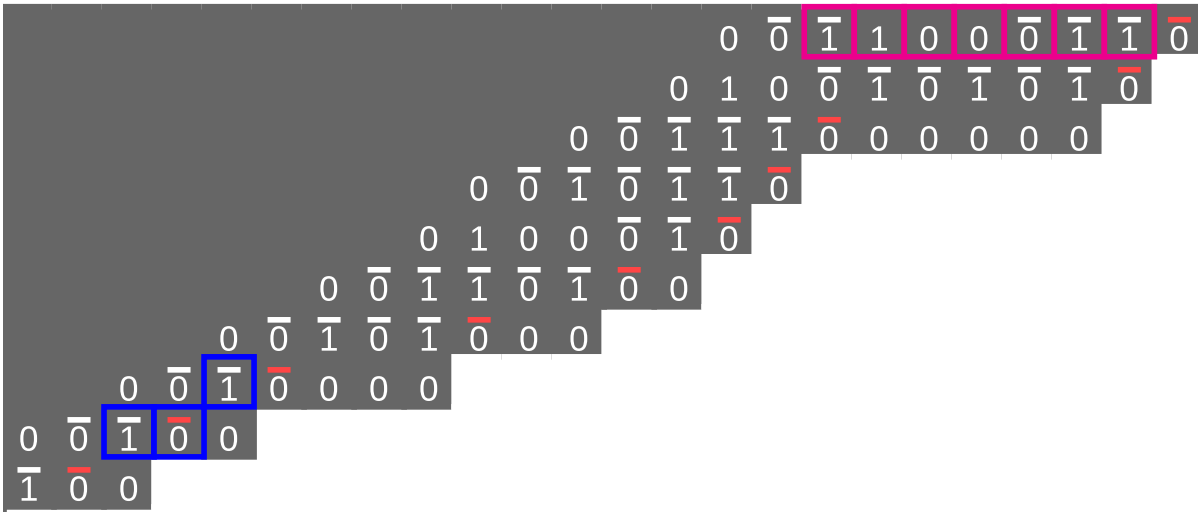 0 0̅ 1̅ 1 0 0 0̅ 1̅ 1̅ 0̅
0 1 0 0̅ 1̅ 0̅ 1̅ 0̅ 1̅ 0̅
0 0̅ 1̅ 1̅ 1̅ 0̅ 0 0 0 0 0
0 0̅ 1̅ 0̅ 1̅ 1̅ 0̅
0 1 0 0 0̅ 1̅ 0̅
0 0̅ 1̅ 1̅ 0̅ 1̅ 0̅ 0
0 0̅ 1̅ 0̅ 1̅ 0̅ 0 0
0 0̅ 1̅ 0̅ 0 0 0
0 0̅ 1̅ 0̅ 0
1̅ 0̅ 0